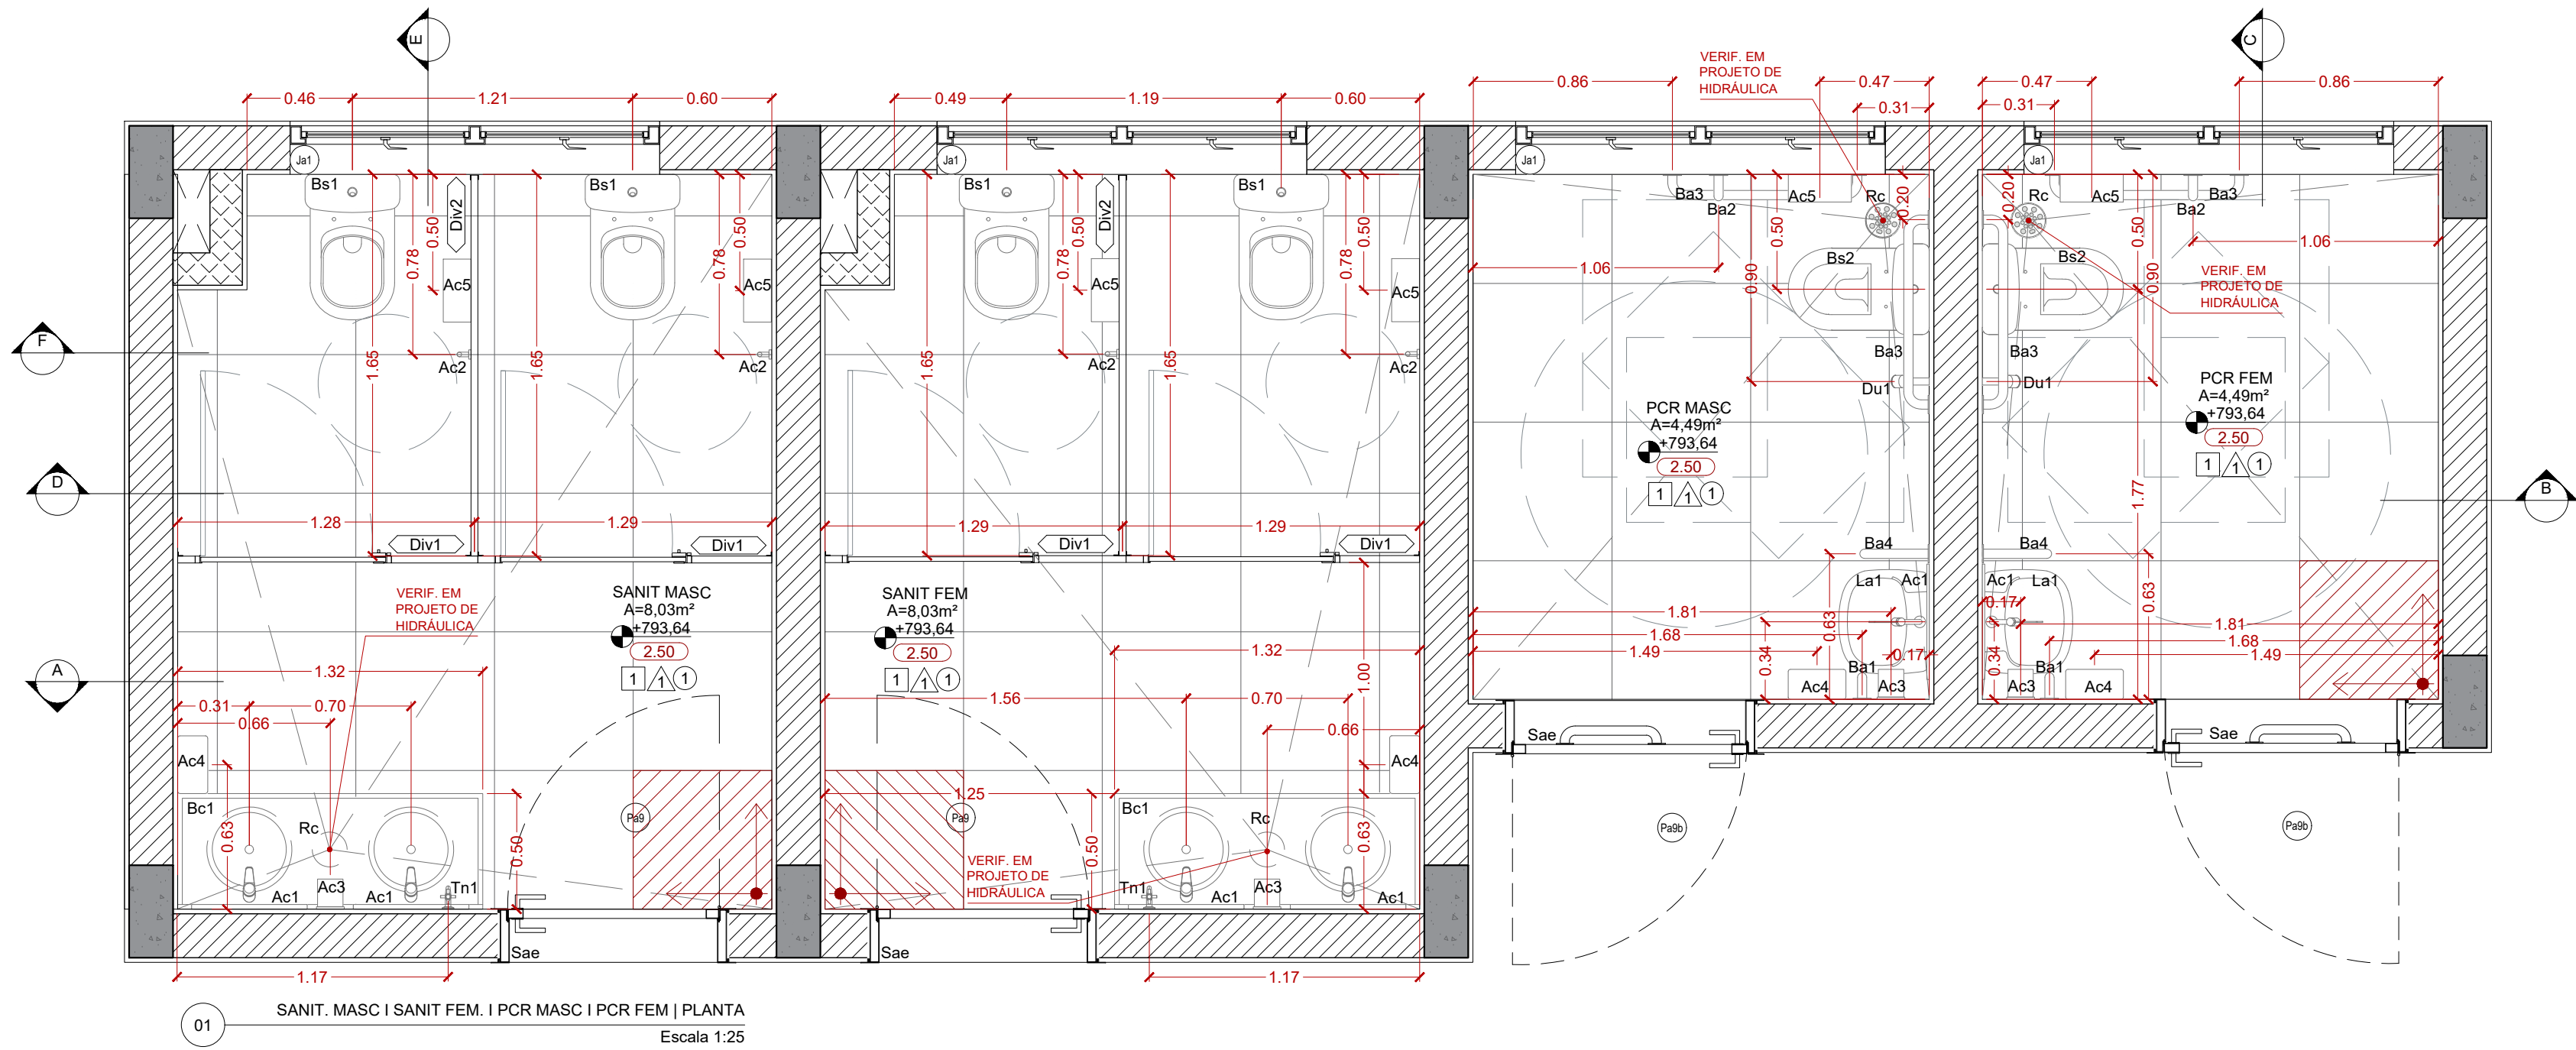 E
C
VERIF. EM
PROJETO DE
HIDRÁULICA
0.86
0.47
0.31
0.47
0.31
0.86
0.46
1.21
0.60
0.49
1.19
0.60
Ja1
Ja1
Ja1
Ja1
Bs1
Div2
Bs1
Bs1
Div2
Bs1
Ba3
Ba2
Ac5
Rc
0.20
0.20
Rc
Ac5
Ba2
Ba3
0.50
0.78
0.50
0.78
0.50
0.78
0.50
0.78
0.50
0.90
0.50
0.90
1.06
1.06
Bs2
Bs2
VERIF. EM
PROJETO DE
HIDRÁULICA
Ac5
Ac5
Ac5
Ac5
F
Ac2
Ac2
Ac2
Ac2
1.65
1.65
1.65
1.65
Ba3
Du1
Ba3
Du1
PCR MASC
A=4,49m²
+793,64
2.50
1
1
1
PCR FEM
A=4,49m²
+793,64
2.50
1
1
1
D
B
1.77
1.28
1.29
1.29
1.29
Div1
Div1
Div1
Div1
Ba4
La1
Ac1
Ba4
Ac1
La1
VERIF. EM
PROJETO DE
HIDRÁULICA
SANIT MASC
A=8,03m²
+793,64
2.50
1
1
1
SANIT FEM
A=8,03m²
+793,64
2.50
1
1
1
1.81
1.68
1.49
0.63
0.34
0.17
Ba1
Ac4
Ac3
0.17
0.34
0.63
1.81
1.68
1.49
Ba1
Ac3
Ac4
A
1.32
0.31
0.70
0.66
1.32
1.00
1.56
0.70
0.66
Ac4
Ac4
Sae
Sae
Bc1
Rc
0.63
0.50
Pa9
1.25
Pa9
0.50
Bc1
Rc
0.63
Pa9b
Pa9b
Ac1
Ac3
Ac1
Tn1
VERIF. EM
PROJETO DE
HIDRÁULICA
Tn1
Ac1
Ac3
Ac1
Sae
Sae
1.17
1.17
01
SANIT. MASC I SANIT FEM. I PCR MASC I PCR FEM | PLANTA
Escala 1:25